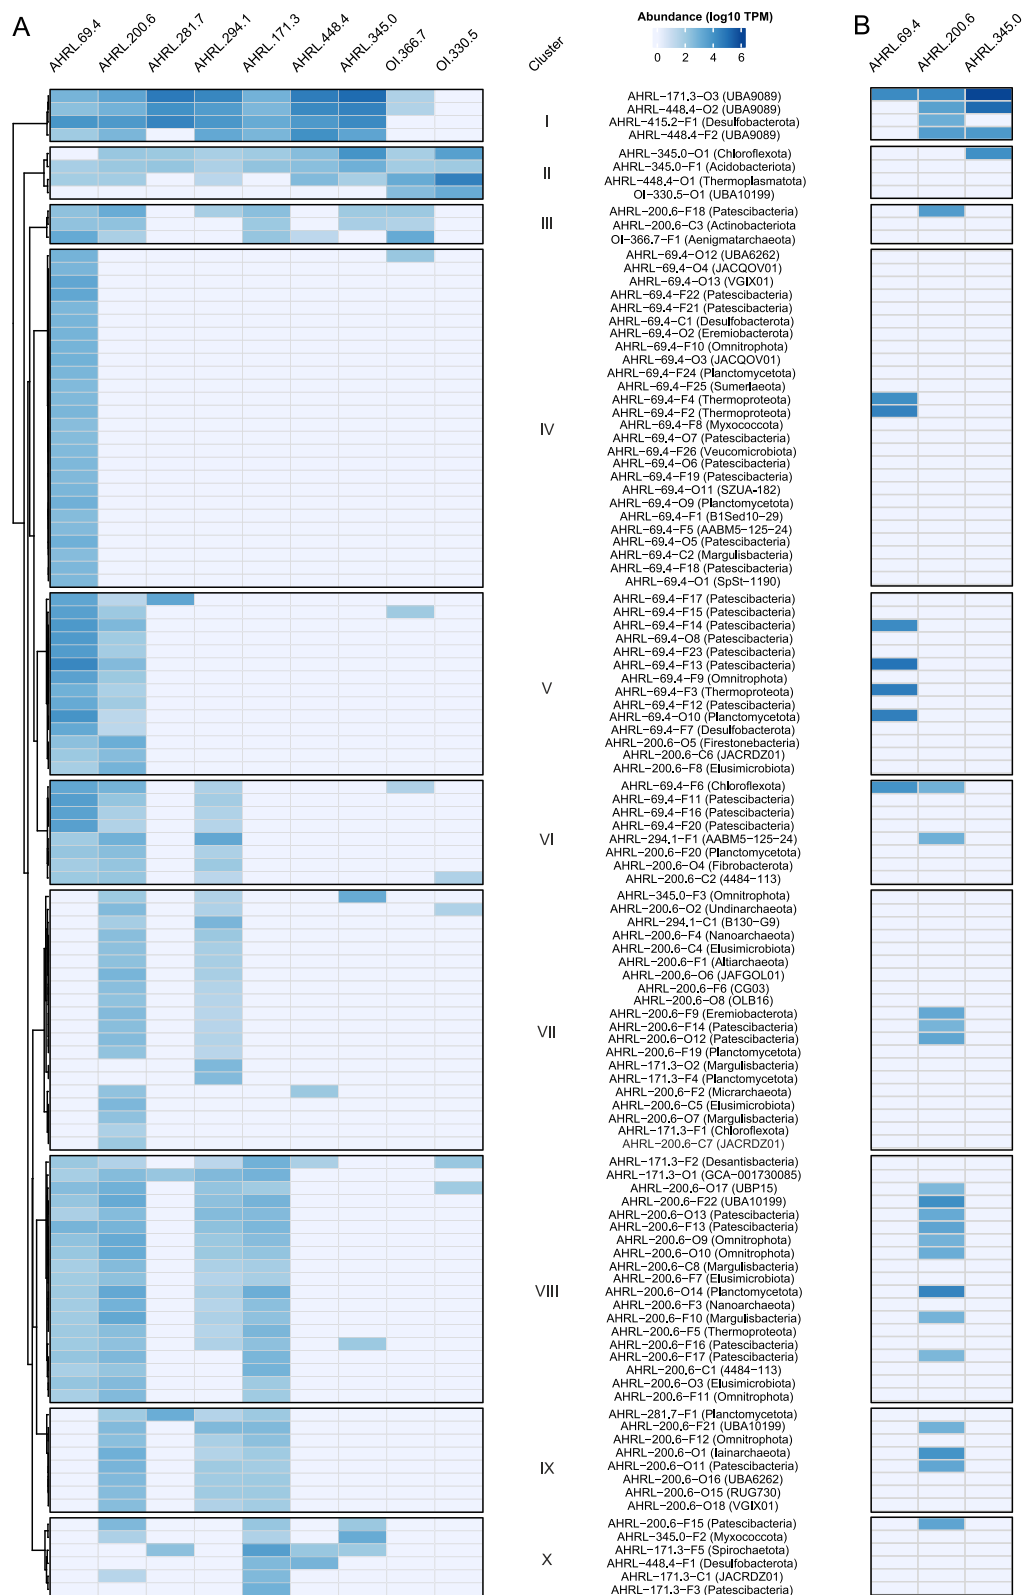 A
B
AHRL.69.4
AHRL.200.6
AHRL.281.7
AHRL.294.1
AHRL.171.3
AHRL.448.4
AHRL.345.0
OI.366.7
OI.330.5
Cluster
Abundance (log10 TPM)
0 2 4 6
AHRL.69.4
AHRL.200.6
AHRL.345.0
I
AHRL−171.3−O3 (UBA9089)
AHRL−448.4−O2 (UBA9089)
AHRL−415.2−F1 (Desulfobacterota)
AHRL−448.4−F2 (UBA9089)
II
AHRL−345.0−O1 (Chloroflexota)
AHRL−345.0−F1 (Acidobacteriota)
AHRL−448.4−O1 (Thermoplasmatota)
OI−330.5−O1 (UBA10199)
III
AHRL−200.6−F18 (Patescibacteria)
AHRL−200.6−C3 (Actinobacteriota
OI−366.7−F1 (Aenigmatarchaeota)
IV
AHRL−69.4−O12 (UBA6262)
AHRL−69.4−O4 (JACQOV01)
AHRL−69.4−O13 (VGIX01)
AHRL−69.4−F22 (Patescibacteria)
AHRL−69.4−F21 (Patescibacteria)
AHRL−69.4−C1 (Desulfobacterota)
AHRL−69.4−O2 (Eremiobacterota)
AHRL−69.4−F10 (Omnitrophota)
AHRL−69.4−O3 (JACQOV01)
AHRL−69.4−F24 (Planctomycetota)
AHRL−69.4−F25 (Sumerlaeota)
AHRL−69.4−F4 (Thermoproteota)
AHRL−69.4−F2 (Thermoproteota)
AHRL−69.4−F8 (Myxococcota)
AHRL−69.4−O7 (Patescibacteria)
AHRL−69.4−F26 (Veucomicrobiota)
AHRL−69.4−O6 (Patescibacteria)
AHRL−69.4−F19 (Patescibacteria)
AHRL−69.4−O11 (SZUA-182)
AHRL−69.4−O9 (Planctomycetota)
AHRL−69.4−F1 (B1Sed10−29)
AHRL−69.4−F5 (AABM5−125−24)
AHRL−69.4−O5 (Patescibacteria)
AHRL−69.4−C2 (Margulisbacteria)
AHRL−69.4−F18 (Patescibacteria)
AHRL−69.4−O1 (SpSt−1190)
V
AHRL−69.4−F17 (Patescibacteria)
AHRL−69.4−F15 (Patescibacteria)
AHRL−69.4−F14 (Patescibacteria)
AHRL−69.4−O8 (Patescibacteria)
AHRL−69.4−F23 (Patescibacteria)
AHRL−69.4−F13 (Patescibacteria)
AHRL−69.4−F9 (Omnitrophota)
AHRL−69.4−F3 (Thermoproteota)
AHRL−69.4−F12 (Patescibacteria)
AHRL−69.4−O10 (Planctomycetota)
AHRL−69.4−F7 (Desulfobacterota)
AHRL−200.6−O5 (Firestonebacteria)
AHRL−200.6−C6 (JACRDZ01)
AHRL−200.6−F8 (Elusimicrobiota)
VI
AHRL−69.4−F6 (Chloroflexota)
AHRL−69.4−F11 (Patescibacteria)
AHRL−69.4−F16 (Patescibacteria)
AHRL−69.4−F20 (Patescibacteria)
AHRL−294.1−F1 (AABM5−125−24)
AHRL−200.6−F20 (Planctomycetota)
AHRL−200.6−O4 (Fibrobacterota)
AHRL−200.6−C2 (4484−113)
VII
AHRL−345.0−F3 (Omnitrophota)
AHRL−200.6−O2 (Undinarchaeota)
AHRL−294.1−C1 (B130−G9)
AHRL−200.6−F4 (Nanoarchaeota)
AHRL−200.6−C4 (Elusimicrobiota)
AHRL−200.6−F1 (Altiarchaeota)
AHRL−200.6−O6 (JAFGOL01)
AHRL−200.6−F6 (CG03)
AHRL−200.6−O8 (OLB16)
AHRL−200.6−F9 (Eremiobacterota)
AHRL−200.6−F14 (Patescibacteria)
AHRL−200.6−O12 (Patescibacteria)
AHRL−200.6−F19 (Planctomycetota)
AHRL−171.3−O2 (Margulisbacteria)
AHRL−171.3−F4 (Planctomycetota)
AHRL−200.6−F2 (Micrarchaeota)
AHRL−200.6−C5 (Elusimicrobiota)
AHRL−200.6−O7 (Margulisbacteria)
AHRL−171.3−F1 (Chloroflexota)
AHRL−200.6−C7 (JACRDZ01)
VIII
AHRL−171.3−F2 (Desantisbacteria)
AHRL−171.3−O1 (GCA−001730085)
AHRL−200.6−O17 (UBP15)
AHRL−200.6−F22 (UBA10199)
AHRL−200.6−O13 (Patescibacteria)
AHRL−200.6−F13 (Patescibacteria)
AHRL−200.6−O9 (Omnitrophota)
AHRL−200.6−O10 (Omnitrophota)
AHRL−200.6−C8 (Margulisbacteria)
AHRL−200.6−F7 (Elusimicrobiota)
AHRL−200.6−O14 (Planctomycetota)
AHRL−200.6−F3 (Nanoarchaeota)
AHRL−200.6−F10 (Margulisbacteria)
AHRL−200.6−F5 (Thermoproteota)
AHRL−200.6−F16 (Patescibacteria)
AHRL−200.6−F17 (Patescibacteria)
AHRL−200.6−C1 (4484−113)
AHRL−200.6−O3 (Elusimicrobiota)
AHRL−200.6−F11 (Omnitrophota)
IX
AHRL−281.7−F1 (Planctomycetota)
AHRL−200.6−F21 (UBA10199)
AHRL−200.6−F12 (Omnitrophota)
AHRL−200.6−O1 (Iainarchaeota)
AHRL−200.6−O11 (Patescibacteria)
AHRL−200.6−O16 (UBA6262)
AHRL−200.6−O15 (RUG730)
AHRL−200.6−O18 (VGIX01)
X
AHRL−200.6−F15 (Patescibacteria)
AHRL−345.0−F2 (Myxococcota)
AHRL−171.3−F5 (Spirochaetota)
AHRL−448.4−F1 (Desulfobacterota)
AHRL−171.3−C1 (JACRDZ01)
AHRL−171.3−F3 (Patescibacteria)